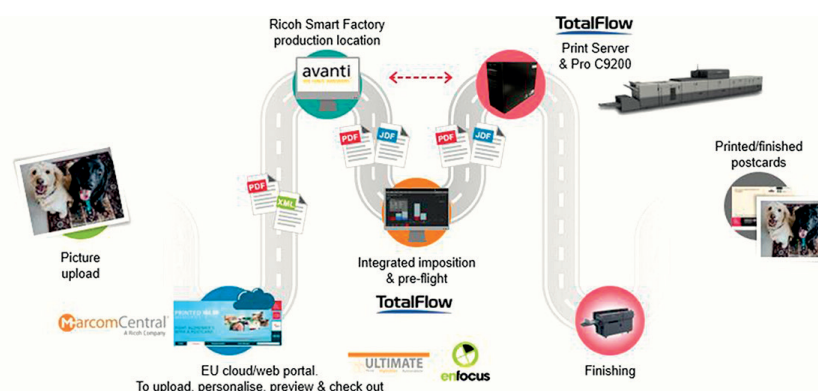 Ricoh Smart Factory
production location
avanti
TotalFlow
Print Server
& Pro C9200
PDF
JDF
PDF
JDF
Printed/finished
postcards
PDF
XML
Picture
upload
Integrated imposition
& pre-flight
TotalFlow
MarcomCentral
A Ricoh Company
PRINTED
EU cloud/web portal.
To upload, personalise, preview & check out
ULTIMATE
enfocus
Finishing